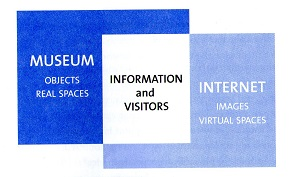 MUSEUM
OBJECTS
REAL SPACES
INFORMATION
and
VISITORS
INTERNET
IMAGES
VIRTUAL SPACES